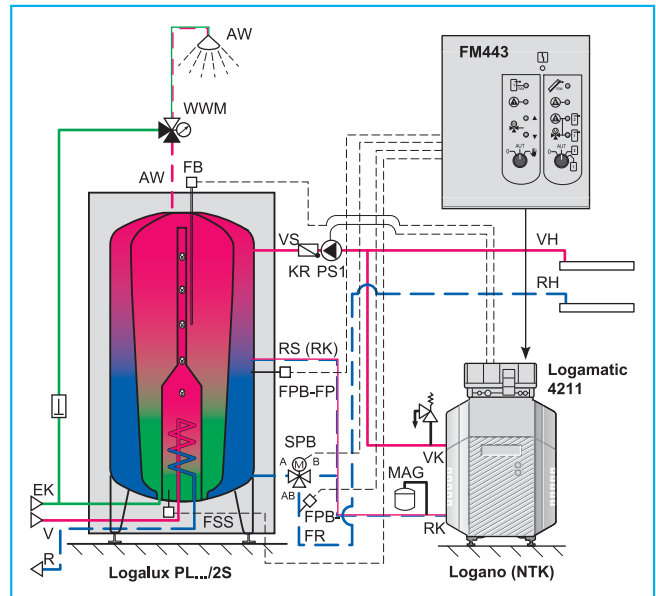 AW
FM443
WWM
AUT
AUT
AW
FB
VS
VH
KR
PS1
RH
RS (RK)
FPB-FP
Logamatic
4211
SPB
A
M
B
VK
AB
MAG
EK
FSS
FPB-
FR
RK
V
R
Logalux PL.../2S
Logano (NTK)